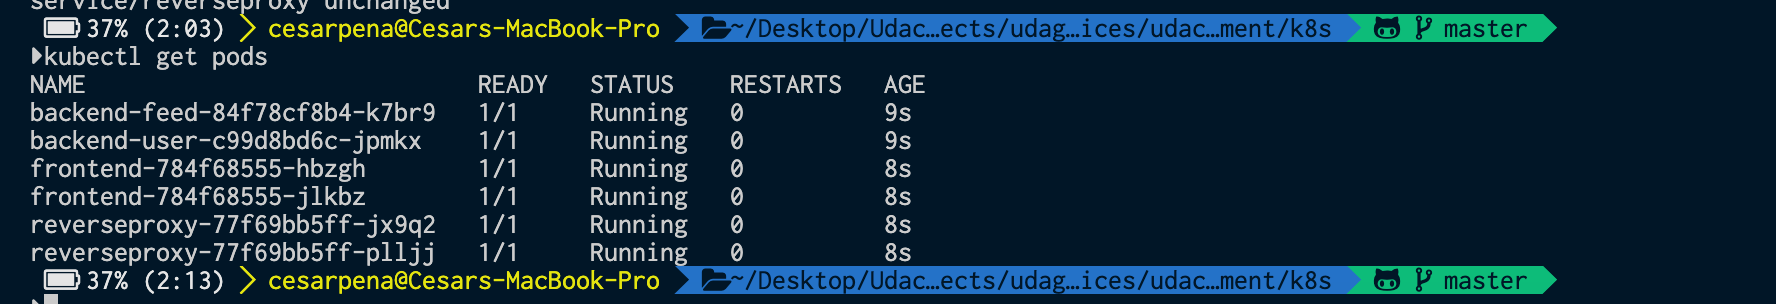 service/reverseproxy unchanged
37% (2:03) cesarpena@Cesars-MacBook-Pro ~/Desktop/Udac…ects/udag…ices/udac…ment/k8s master
kubectl get pods
NAME READY STATUS RESTARTS AGE
backend-feed-84f78cf8b4-k7br9 1/1 Running 0 9s
backend-user-c99d8bd6c-jpmkx 1/1 Running 0 9s
frontend-784f68555-hbzgh 1/1 Running 0 8s
frontend-784f68555-jlkbz 1/1 Running 0 8s
reverseproxy-77f69bb5ff-jx9q2 1/1 Running 0 8s
reverseproxy-77f69bb5ff-plljj 1/1 Running 0 8s
37% (2:13) cesarpena@Cesars-MacBook-Pro ~/Desktop/Udac…ects/udag…ices/udac…ment/k8s master